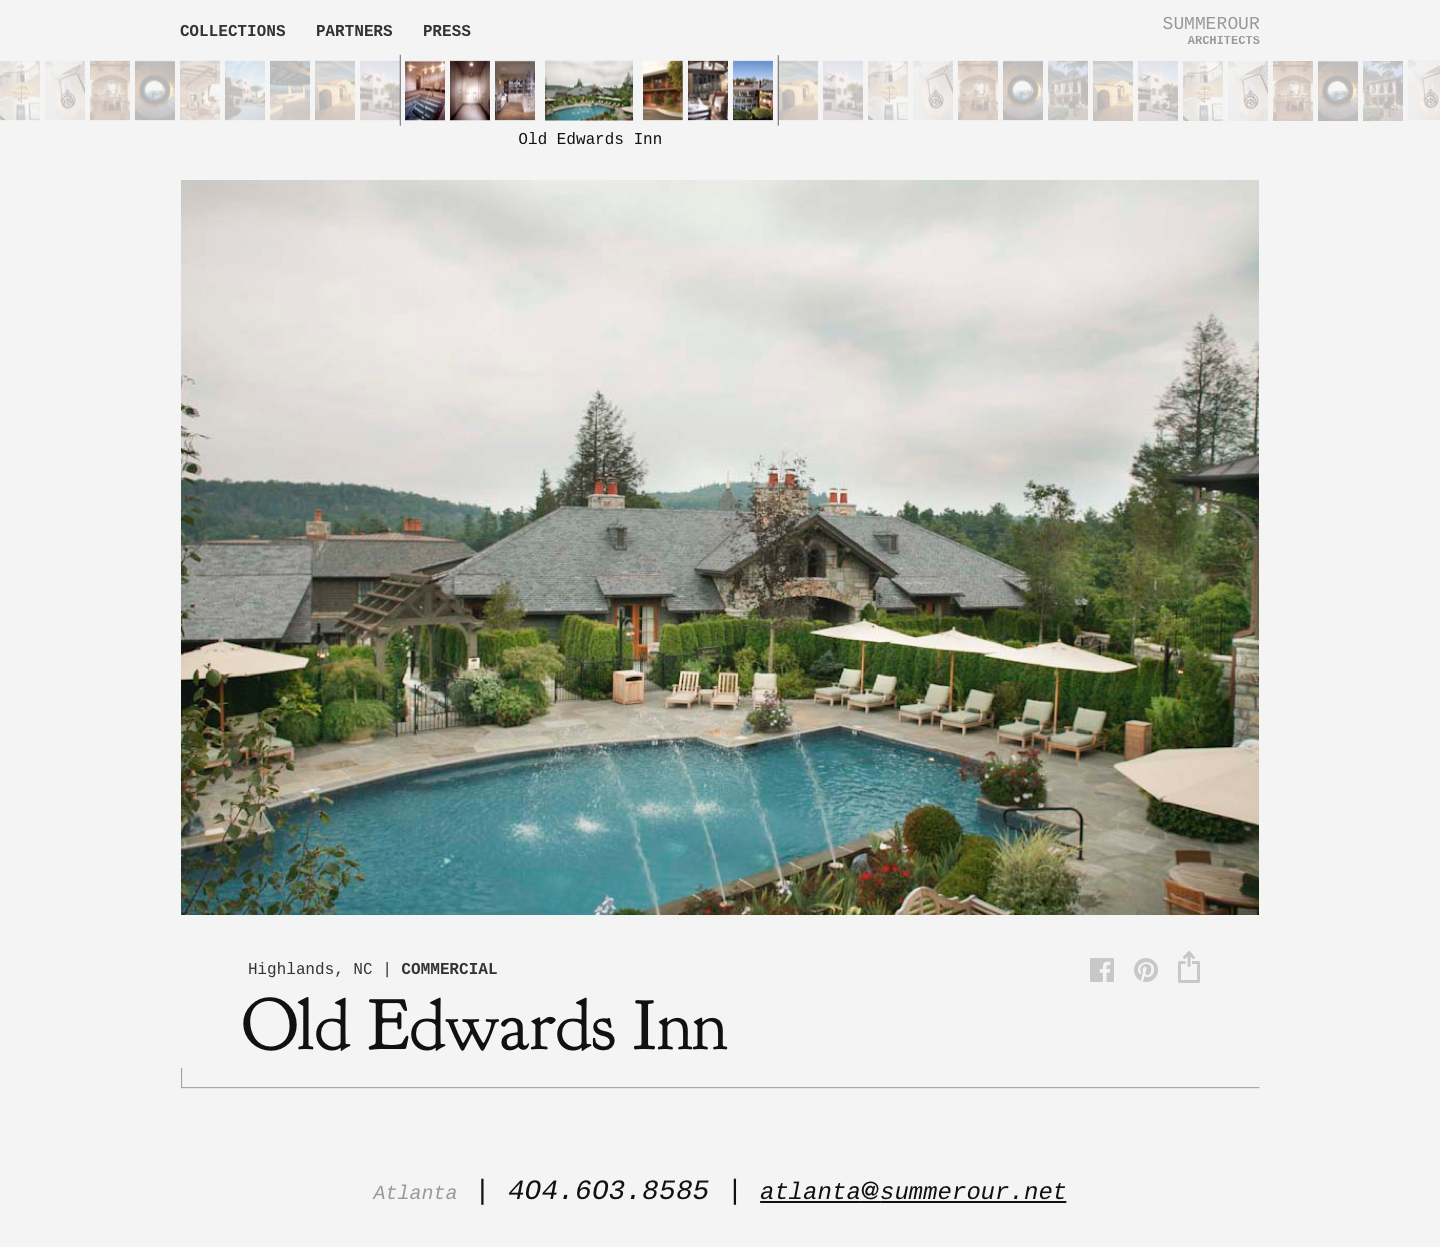 COLLECTIONS PARTNERS PRESS
SUMMEROUR
ARCHITECTS
Old Edwards Inn
Highlands, NC | COMMERCIAL
Old Edwards Inn
Atlanta | 404.603.8585 | atlanta@summerour.net